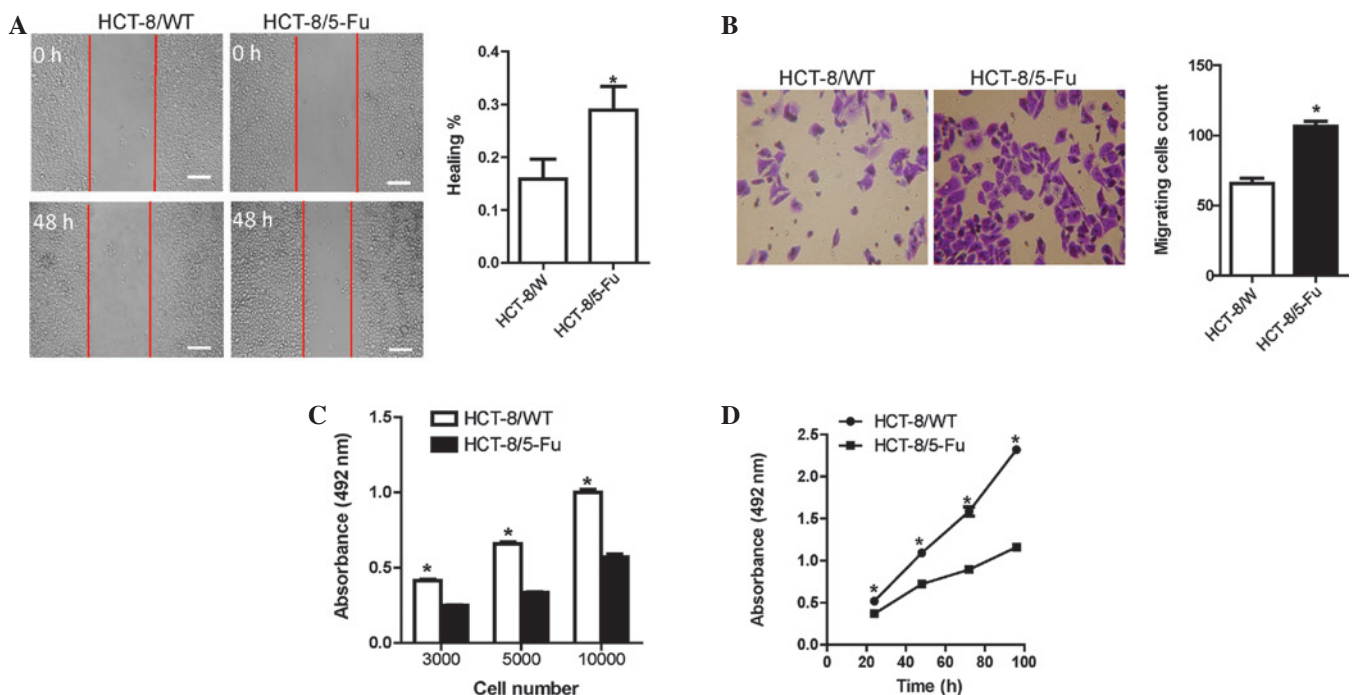 A
HCT-8/WT
HCT-8/5-Fu
0 h
0 h
48 h
48 h
Healing %
0.4
0.3
0.2
0.1
0.0
*
HCT-8/W
HCT-8/5-Fu
B
HCT-8/WT
HCT-8/5-Fu
Migrating cells count
150
100
50
0
*
HCT-8/W
HCT-8/5-Fu
C
HCT-8/WT
HCT-8/5-Fu
Absorbance (492 nm)
1.5
1.0
0.5
0.0
*
*
*
3000
5000
10000
Cell number
D
HCT-8/WT
HCT-8/5-Fu
Absorbance (492 nm)
2.5
2.0
1.5
1.0
0.5
0.0
*
*
*
*
0
20
40
60
80
100
Time (h)